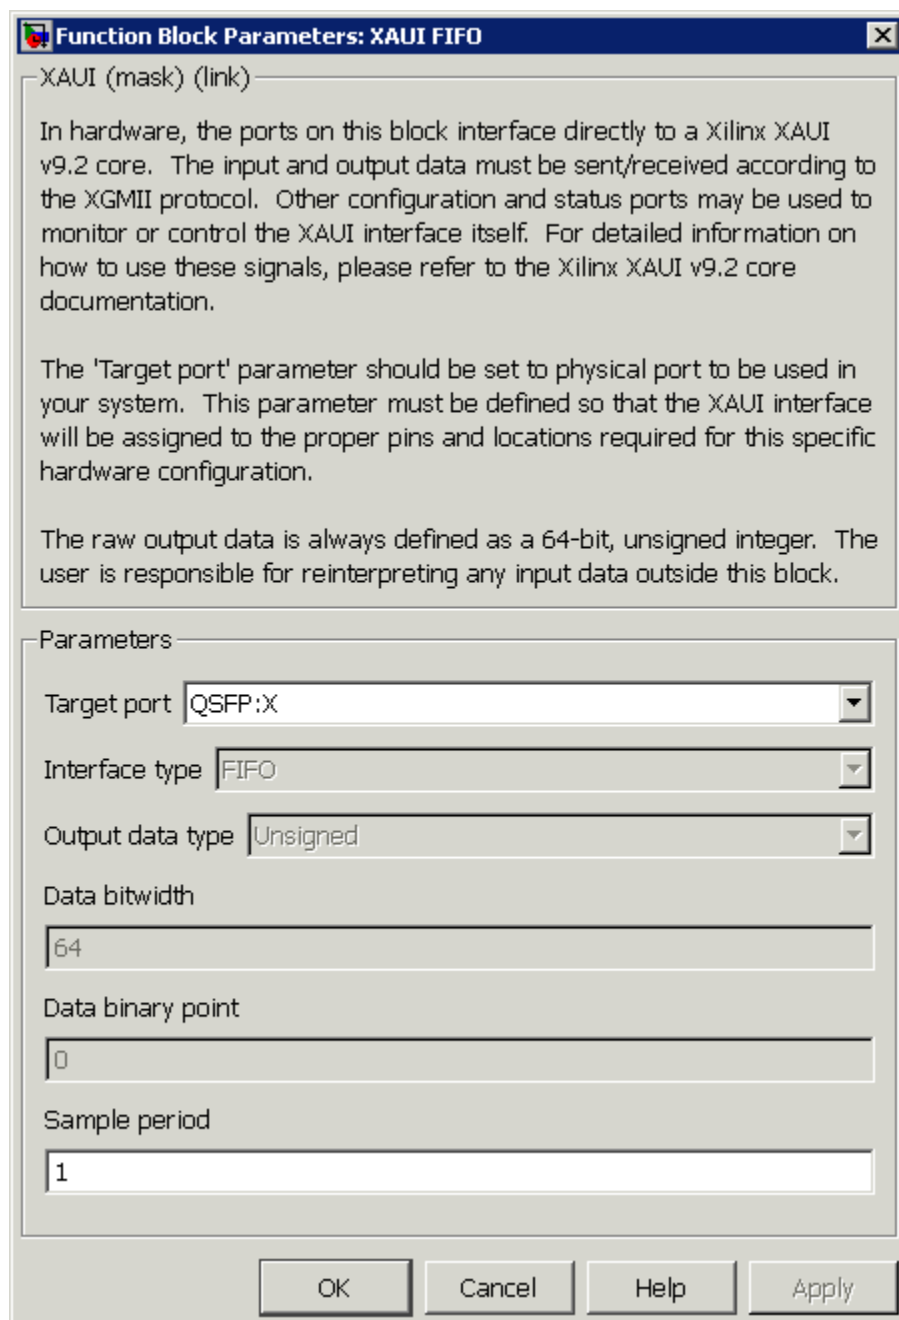 Function Block Parameters: XAUI FIFO
XAUI (mask) (link)
In hardware, the ports on this block interface directly to a Xilinx XAUI
v9.2 core.  The input and output data must be sent/received according to
the XGMII protocol.  Other configuration and status ports may be used to
monitor or control the XAUI interface itself.  For detailed information on
how to use these signals, please refer to the Xilinx XAUI v9.2 core
documentation.
The 'Target port' parameter should be set to physical port to be used in
your system.  This parameter must be defined so that the XAUI interface
will be assigned to the proper pins and locations required for this specific
hardware configuration.
The raw output data is always defined as a 64-bit, unsigned integer.  The
user is responsible for reinterpreting any input data outside this block.
Parameters
Target port QSFP:X
Interface type FIFO
Output data type Unsigned
Data bitwidth
64
Data binary point
0
Sample period
1
OK Cancel Help Apply